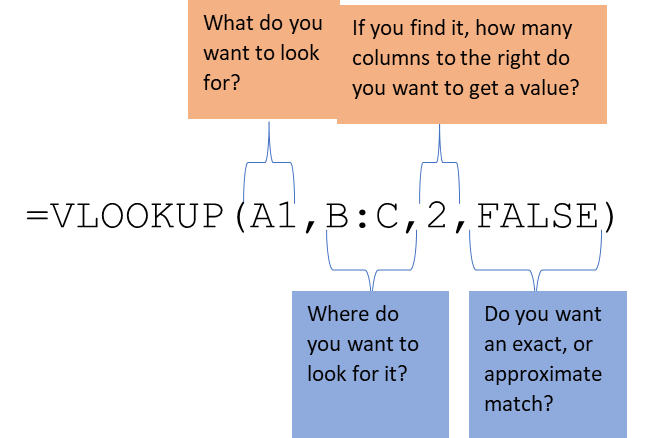 What do you
want to look
for?
If you find it, how many
columns to the right do
you want to get a value?
=VLOOKUP(A1,B:C,2,FALSE)
Where do
you want to
look for it?
Do you want
an exact, or
approximate
match?